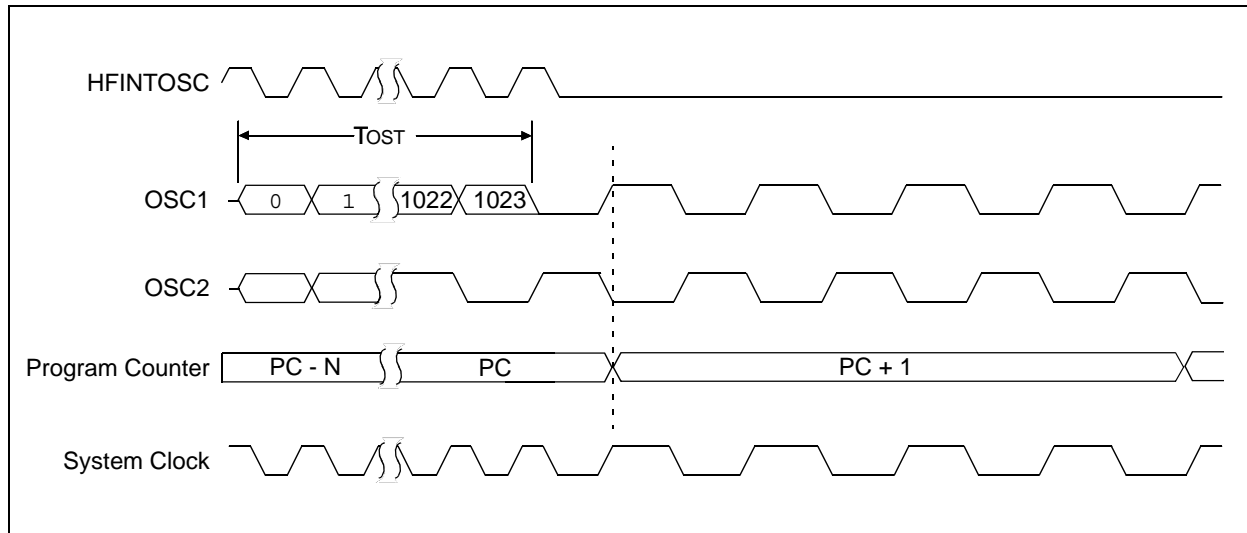 HFINTOSC
TOST
OSC1
0 1 1022 1023
OSC2
Program Counter
PC - N PC PC + 1
System Clock